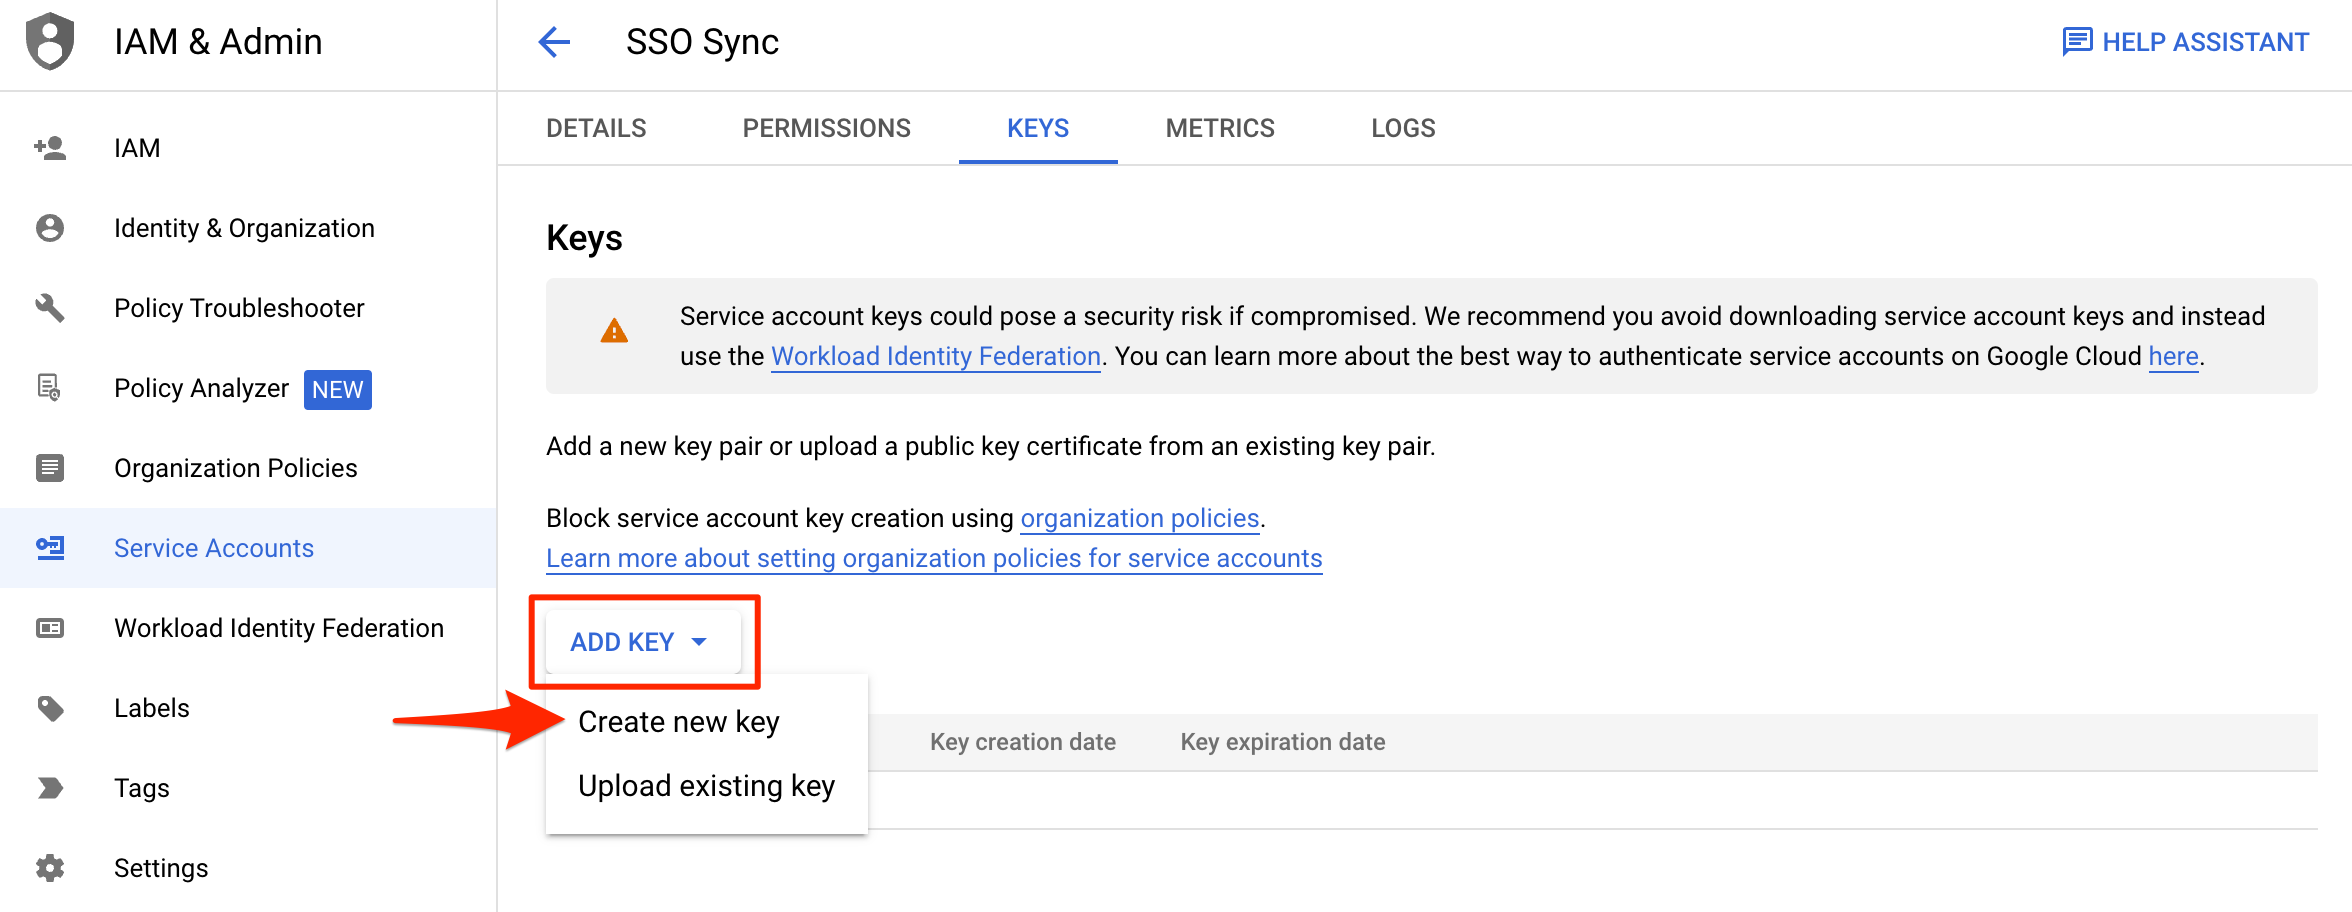 IAM & Admin
SSO Sync
HELP ASSISTANT
IAM
Identity & Organization
Policy Troubleshooter
Policy Analyzer NEW
Organization Policies
Service Accounts
Workload Identity Federation
Labels
Tags
Settings
DETAILS PERMISSIONS KEYS METRICS LOGS
Keys
Service account keys could pose a security risk if compromised. We recommend you avoid downloading service account keys and instead
use the Workload Identity Federation. You can learn more about the best way to authenticate service accounts on Google Cloud here.
Add a new key pair or upload a public key certificate from an existing key pair.
Block service account key creation using organization policies.
Learn more about setting organization policies for service accounts
ADD KEY
Create new key
Upload existing key
Key creation date Key expiration date